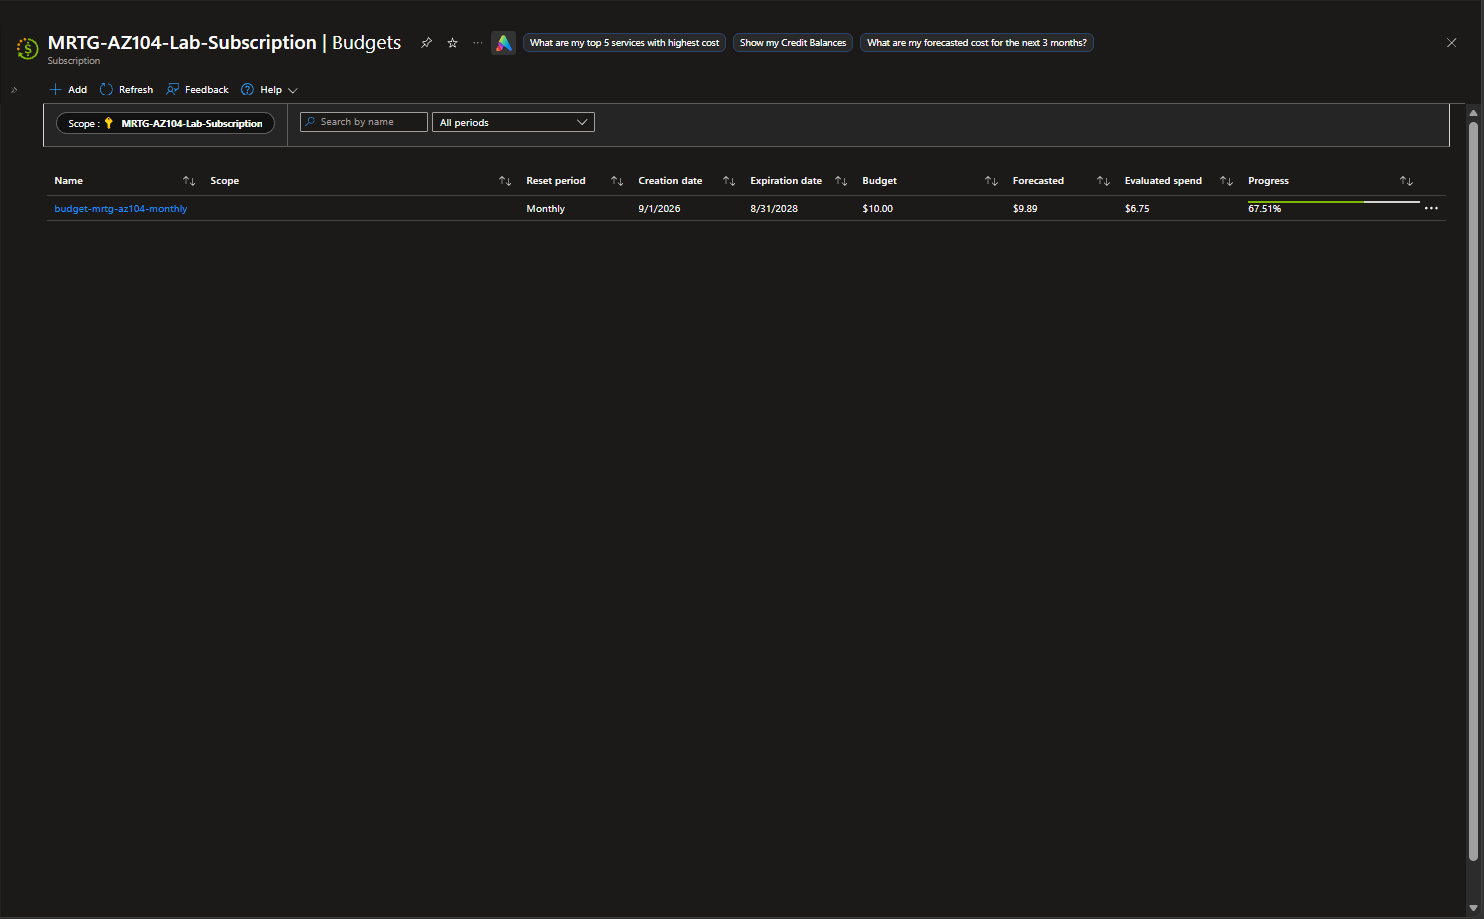 MRTG-AZ104-Lab-Subscription | Budgets
What are my top 5 services with highest cost
Show my Credit Balances
What are my forecasted cost for the next 3 months?
Subscription
Add Refresh Feedback Help
Scope : MRTG-AZ104-Lab-Subscription
Search by name
All periods
Name Scope Reset period Creation date Expiration date Budget Forecasted Evaluated spend Progress
budget-mrtg-az104-monthly Monthly 9/1/2026 8/31/2028 $10.00 $9.89 $6.75 67.51%